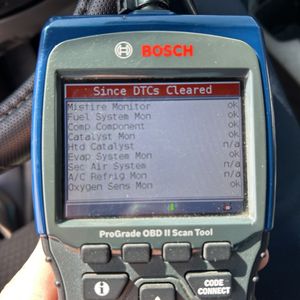 BOSCH
Since DTCs Cleared
Misfire Monitor ok
Fuel System Mon ok
Comp Component ok
Catalyst Mon ok
Htd Catalyst n/a
Evap System Mon ok
Sec Air System n/a
A/C Refrig Mon n/a
Oxygen Sens Mon ok
ProGrade OBD II Scan Tool
i
CODE
CONNECT